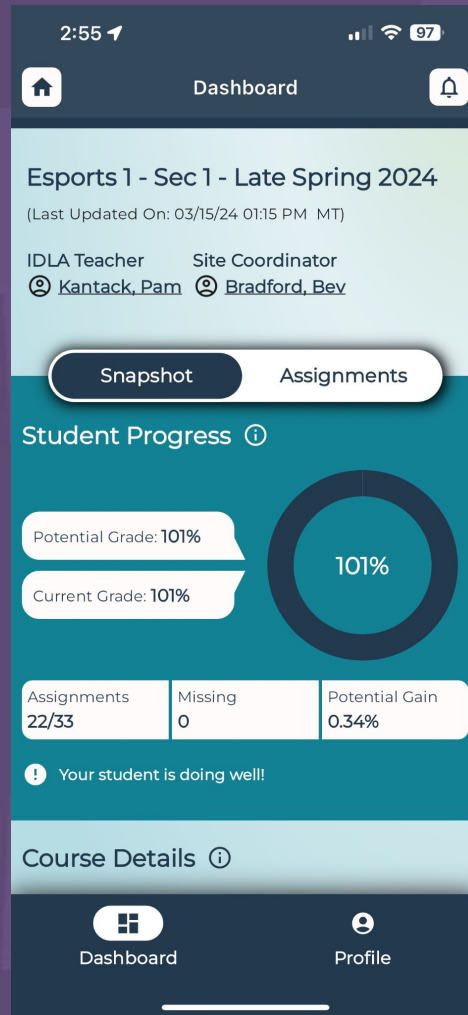 2:55
97
Dashboard
Esports 1 - Sec 1 - Late Spring 2024
(Last Updated On: 03/15/24 01:15 PM MT)
IDLA Teacher Site Coordinator
Kantack, Pam Bradford, Bev
Snapshot Assignments
Student Progress
Potential Grade: 101%
Current Grade: 101%
101%
Assignments Missing Potential Gain
22/33 0 0.34%
Your student is doing well!
Course Details
Dashboard Profile